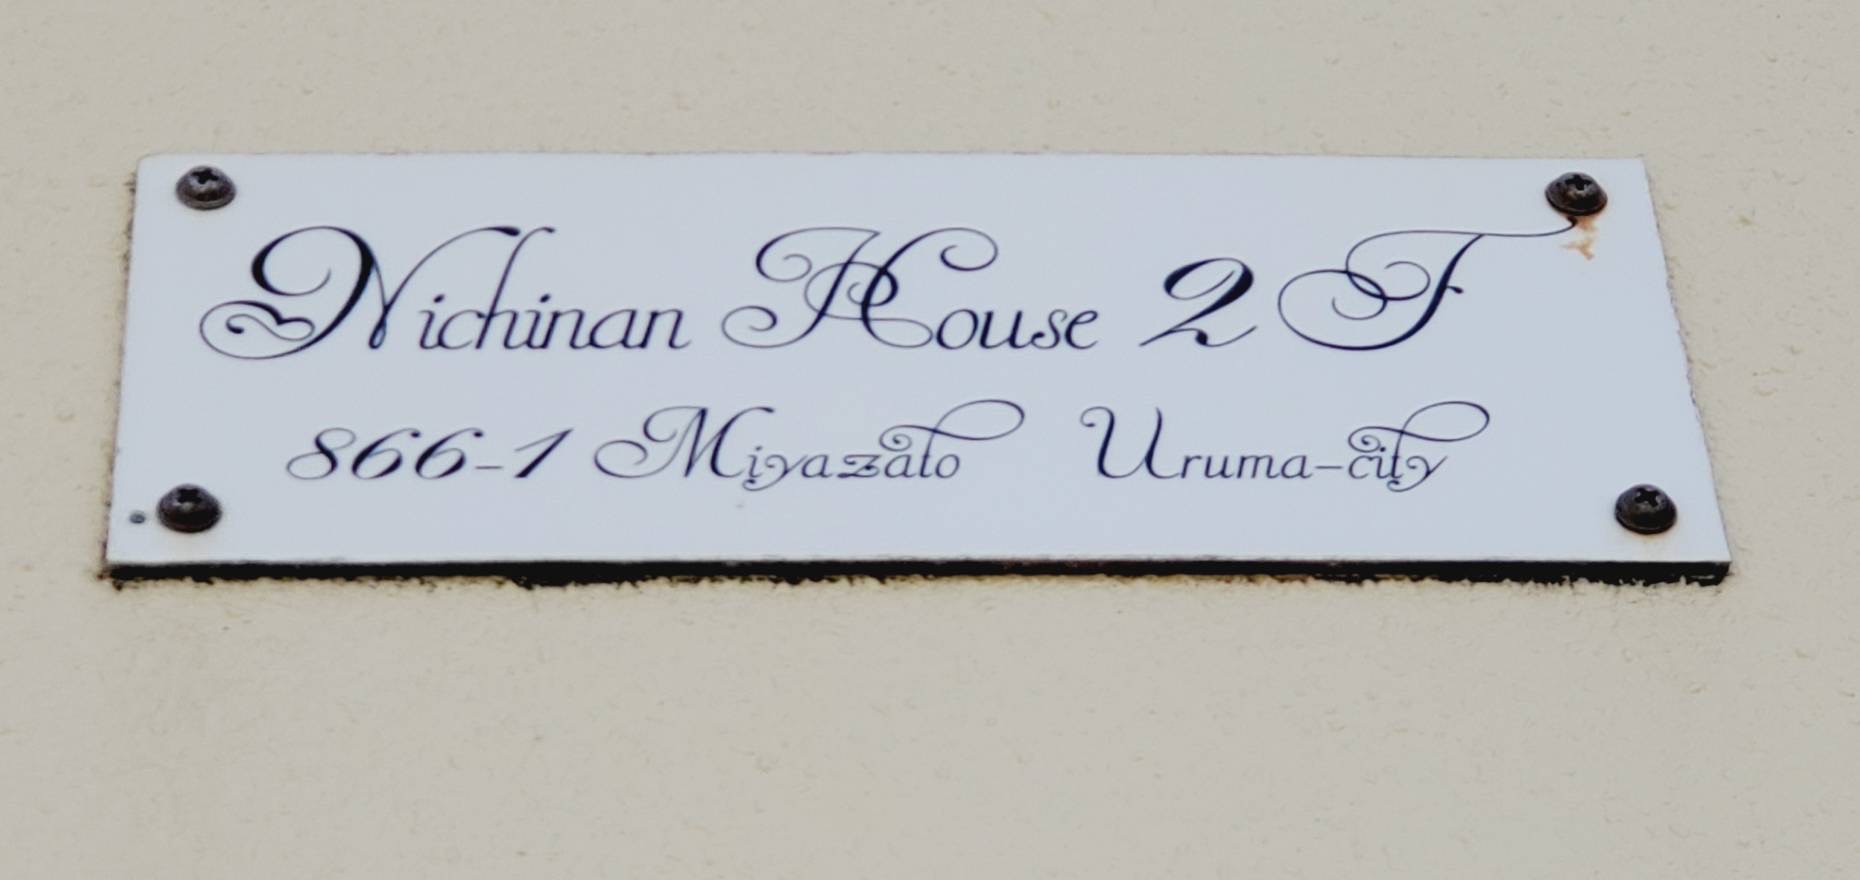 Nichinan House 2F
866-1 Miyazato Uruma-city